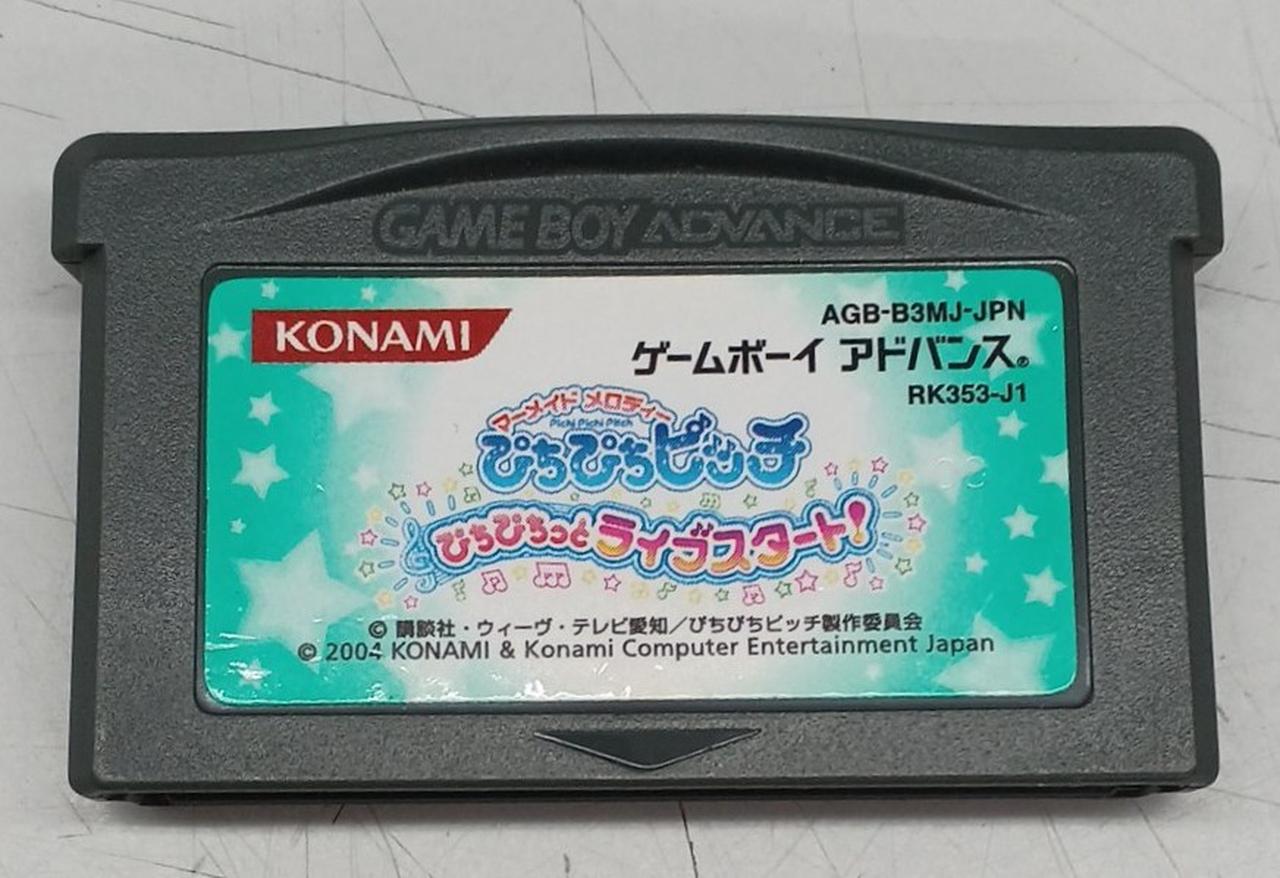 GAME BOY ADVANCE
KONAMI
AGB-B3MJ-JPN
ゲームボーイ アドバンス®
RK353-J1
マーメイド メロディー
Pichi Pichi Pitch
ぴちぴちピッチ
ぴちぴちっとライブスタート!
© 講談社・ウィーヴ・テレビ愛知/ぴちぴちピッチ製作委員会
© 2004 KONAMI & Konami Computer Entertainment Japan